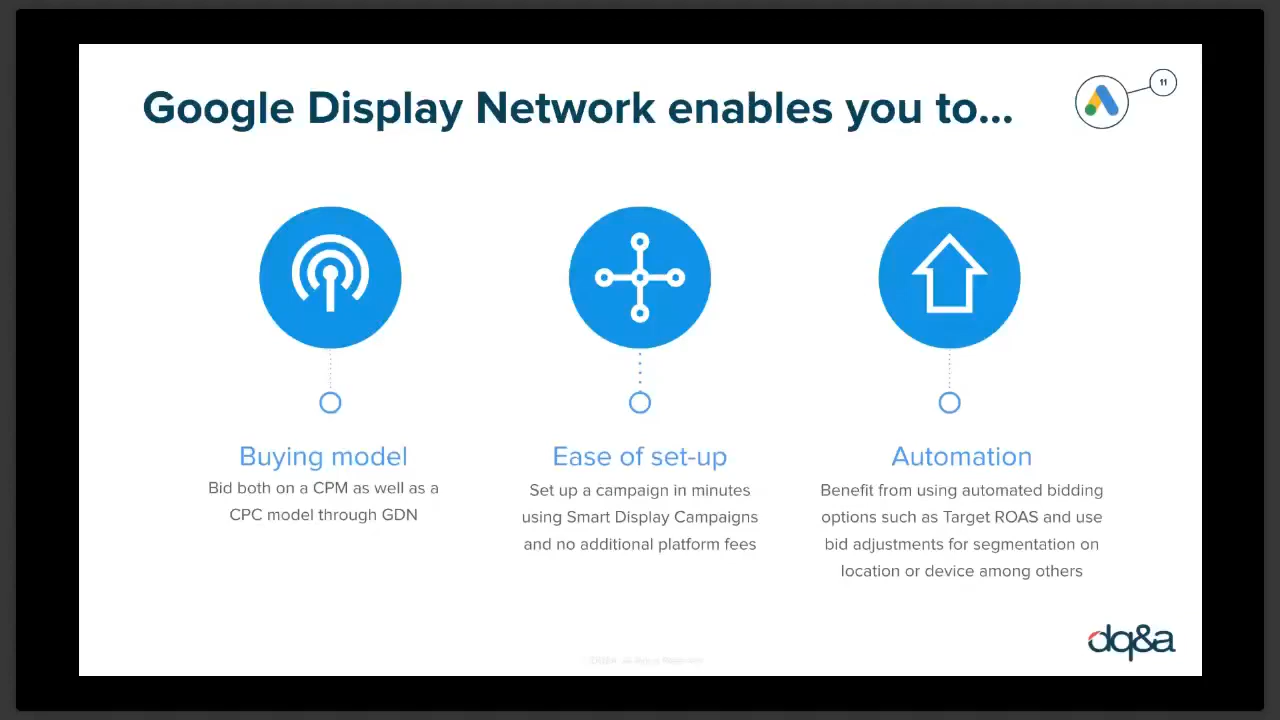 Google Display Network enables you to...
11
Buying model
Bid both on a CPM as well as a
CPC model through GDN
Ease of set-up
Set up a campaign in minutes
using Smart Display Campaigns
and no additional platform fees
Automation
Benefit from using automated bidding
options such as Target ROAS and use
bid adjustments for segmentation on
location or device among others
dq&a